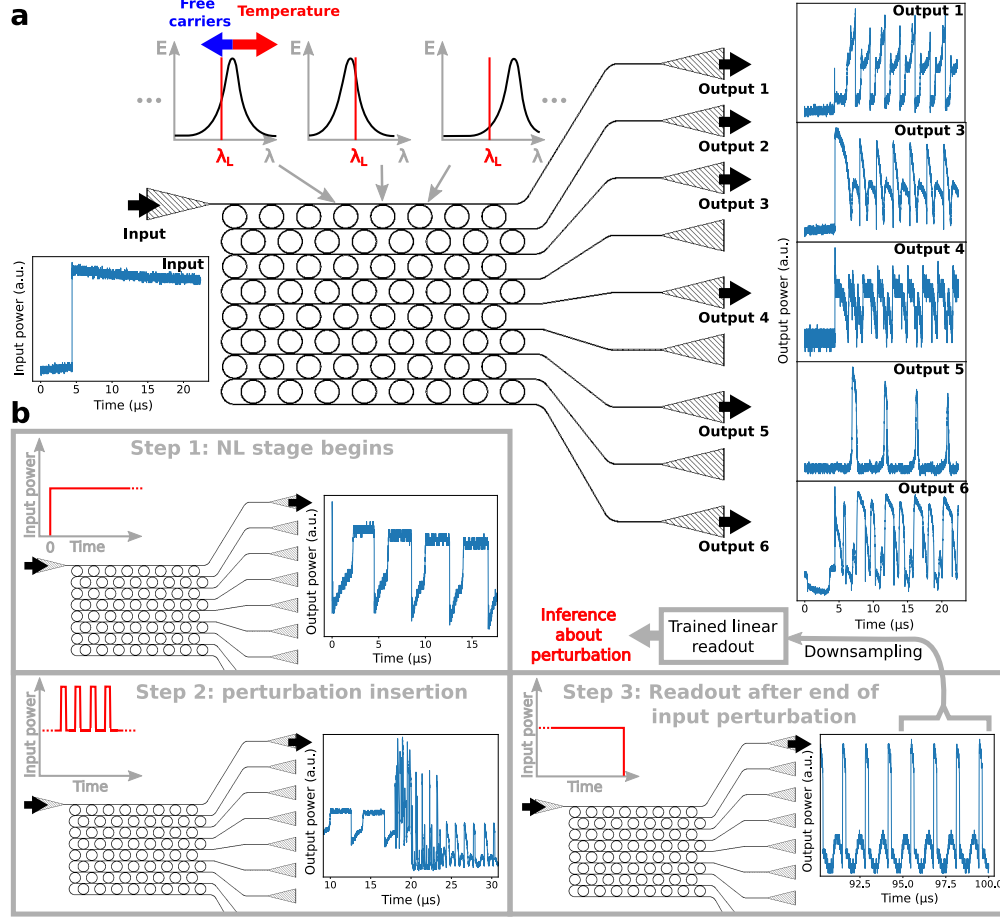 a
Free
carriers
Temperature
E
E
E
...
...
λL
λ
λL
λ
λL
λ
Input
Output 1
Output 2
Output 3
Output 4
Output 5
Output 6
Input
Input power (a.u.)
0 5 10 15 20
Time (µs)
Output 1
Output 3
Output 4
Output 5
Output 6
Output power (a.u.)
0 5 10 15 20
Time (µs)
b
Step 1: NL stage begins
Input power
0 Time
Output power (a.u.)
0 5 10 15
Time (µs)
Step 2: perturbation insertion
Input power
Time
Output power (a.u.)
10 15 20 25 30
Time (µs)
Inference
about
perturbation
Trained linear
readout
Downsampling
Step 3: Readout after end of
input perturbation
Input power
Time
Output power (a.u.)
92.5 95.0 97.5 100.0
Time (µs)